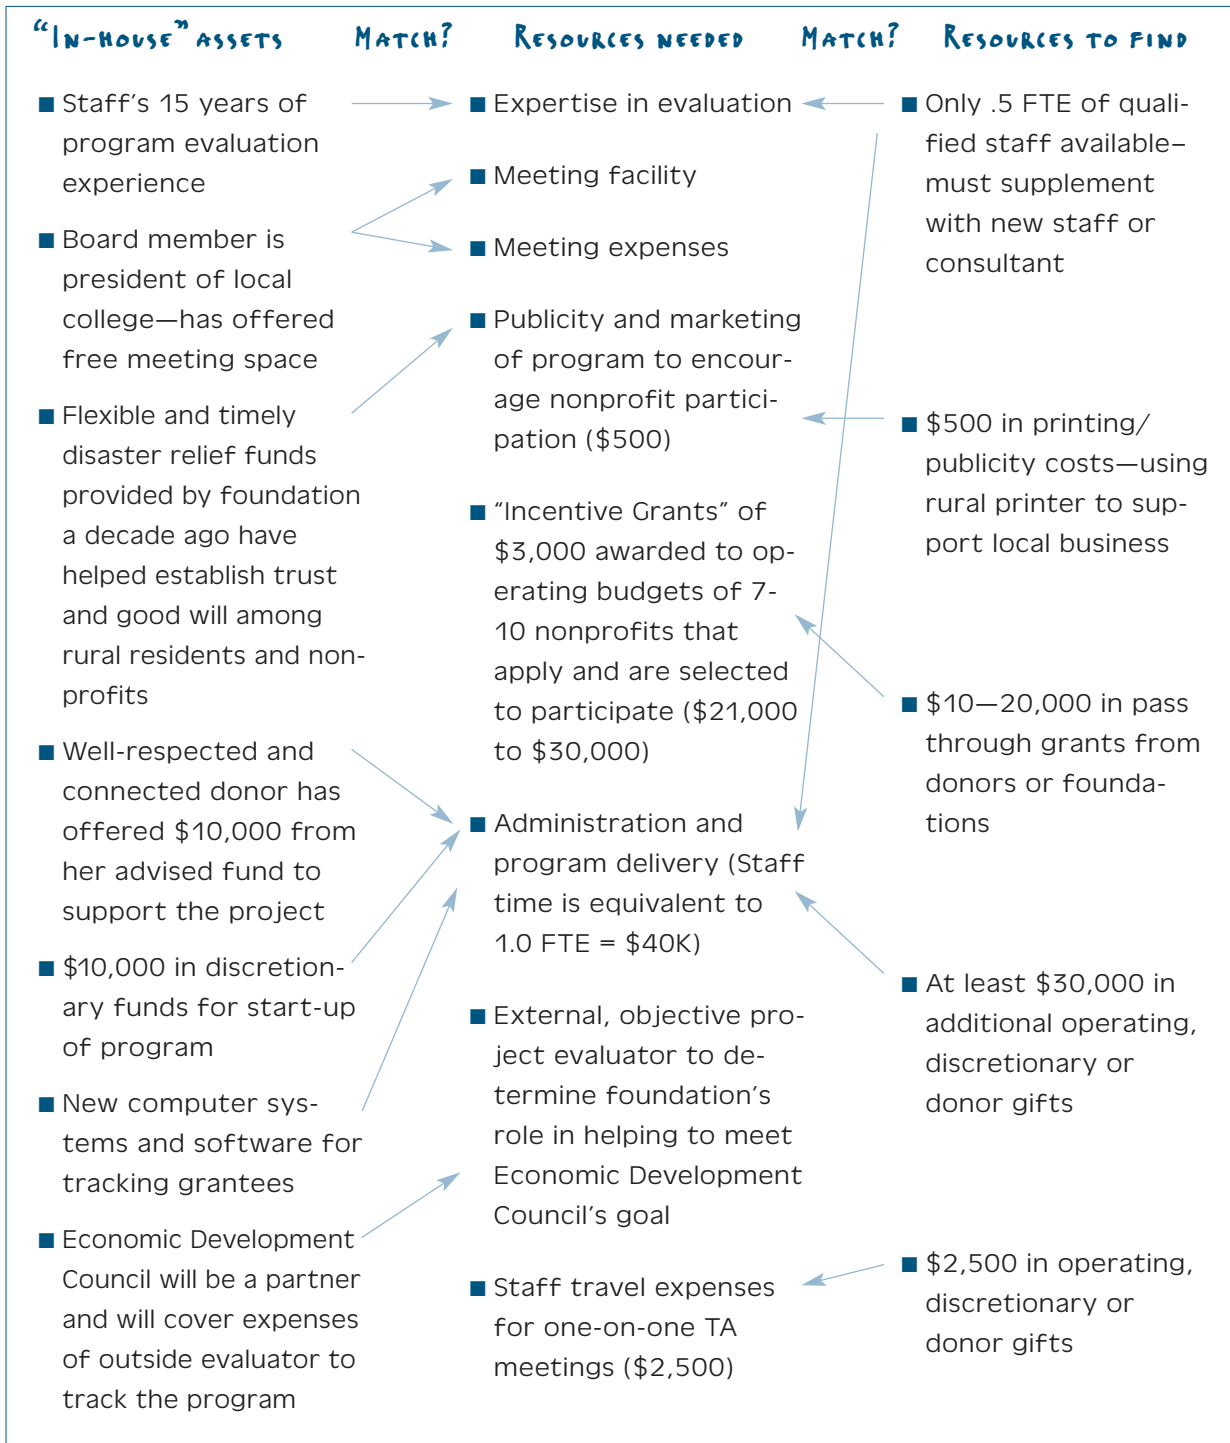 “In-house” assets
Match?
Resources needed
Match?
Resources to find
■ Staff’s 15 years of
program evaluation
experience
■ Board member is
president of local
college—has offered
free meeting space
■ Flexible and timely
disaster relief funds
provided by foundation
a decade ago have
helped establish trust
and good will among
rural residents and non-
profits
■ Well-respected and
connected donor has
offered $10,000 from
her advised fund to
support the project
■ $10,000 in discretion-
ary funds for start-up
of program
■ New computer sys-
tems and software for
tracking grantees
■ Economic Development
Council will be a partner
and will cover expenses
of outside evaluator to
track the program
■ Expertise in evaluation
■ Meeting facility
■ Meeting expenses
■ Publicity and marketing
of program to encour-
age nonprofit partici-
pation ($500)
■ “Incentive Grants” of
$3,000 awarded to op-
erating budgets of 7-
10 nonprofits that
apply and are selected
to participate ($21,000
to $30,000)
■ Administration and
program delivery (Staff
time is equivalent to
1.0 FTE = $40K)
■ External, objective pro-
ject evaluator to de-
termine foundation’s
role in helping to meet
Economic Development
Council’s goal
■ Staff travel expenses
for one-on-one TA
meetings ($2,500)
■ Only .5 FTE of quali-
fied staff available–
must supplement
with new staff or
consultant
■ $500 in printing/
publicity costs—using
rural printer to sup-
port local business
■ $10—20,000 in pass
through grants from
donors or founda-
tions
■ At least $30,000 in
additional operating,
discretionary or
donor gifts
■ $2,500 in operating,
discretionary or
donor gifts